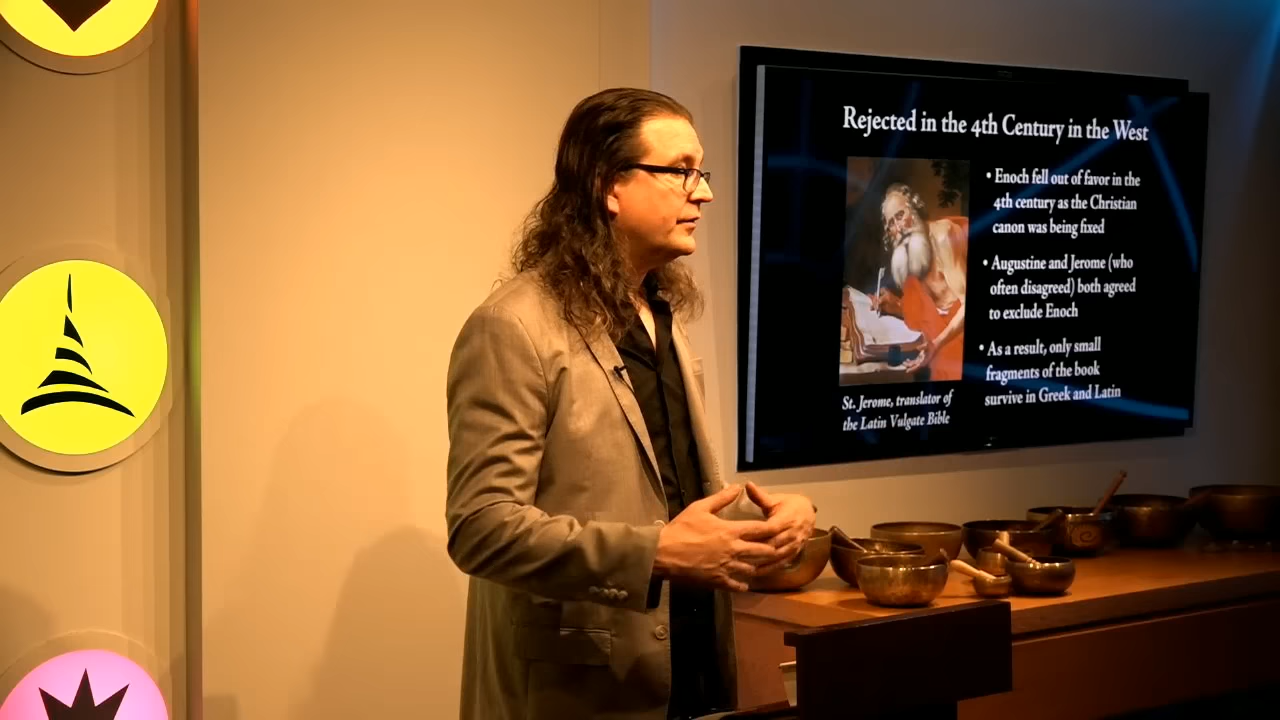 Rejected in the 4th Century in the West
• Enoch fell out of favor in the
4th century as the Christian
canon was being fixed
• Augustine and Jerome (who
often disagreed) both agreed
to exclude Enoch
• As a result, only small
fragments of the book
survive in Greek and Latin
St. Jerome, translator of
the Latin Vulgate Bible